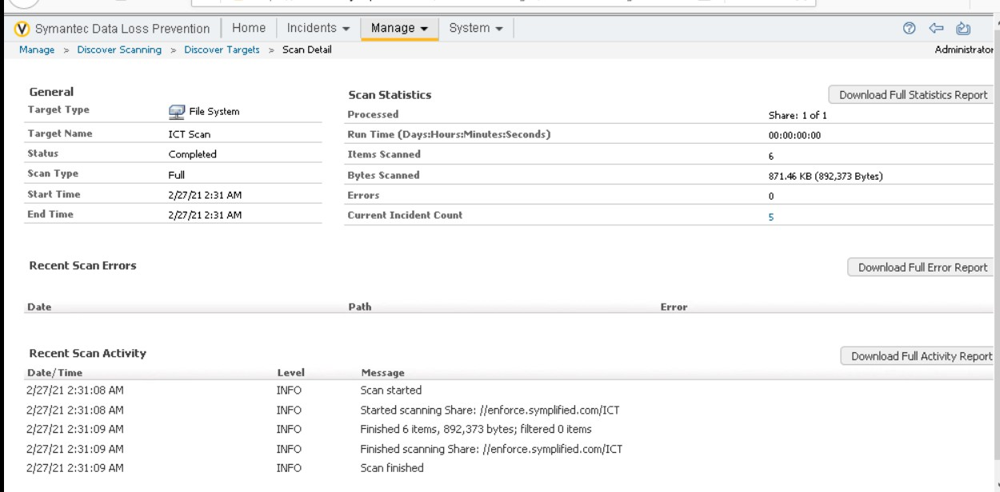 Symantec Data Loss Prevention Home Incidents Manage System
Manage > Discover Scanning > Discover Targets > Scan Detail Administrator
General
Target Type File System
Target Name ICT Scan
Status Completed
Scan Type Full
Start Time 2/27/21 2:31 AM
End Time 2/27/21 2:31 AM
Scan Statistics Download Full Statistics Report
Processed Share: 1 of 1
Run Time (Days:Hours:Minutes:Seconds) 00:00:00:00
Items Scanned 6
Bytes Scanned 871.46 KB (892,373 Bytes)
Errors 0
Current Incident Count 5
Recent Scan Errors Download Full Error Report
Date Path Error
Recent Scan Activity Download Full Activity Report
Date/Time Level Message
2/27/21 2:31:08 AM INFO Scan started
2/27/21 2:31:08 AM INFO Started scanning Share: //enforce.symplified.com/ICT
2/27/21 2:31:09 AM INFO Finished 6 items, 892,373 bytes; filtered 0 items
2/27/21 2:31:09 AM INFO Finished scanning Share: //enforce.symplified.com/ICT
2/27/21 2:31:09 AM INFO Scan finished